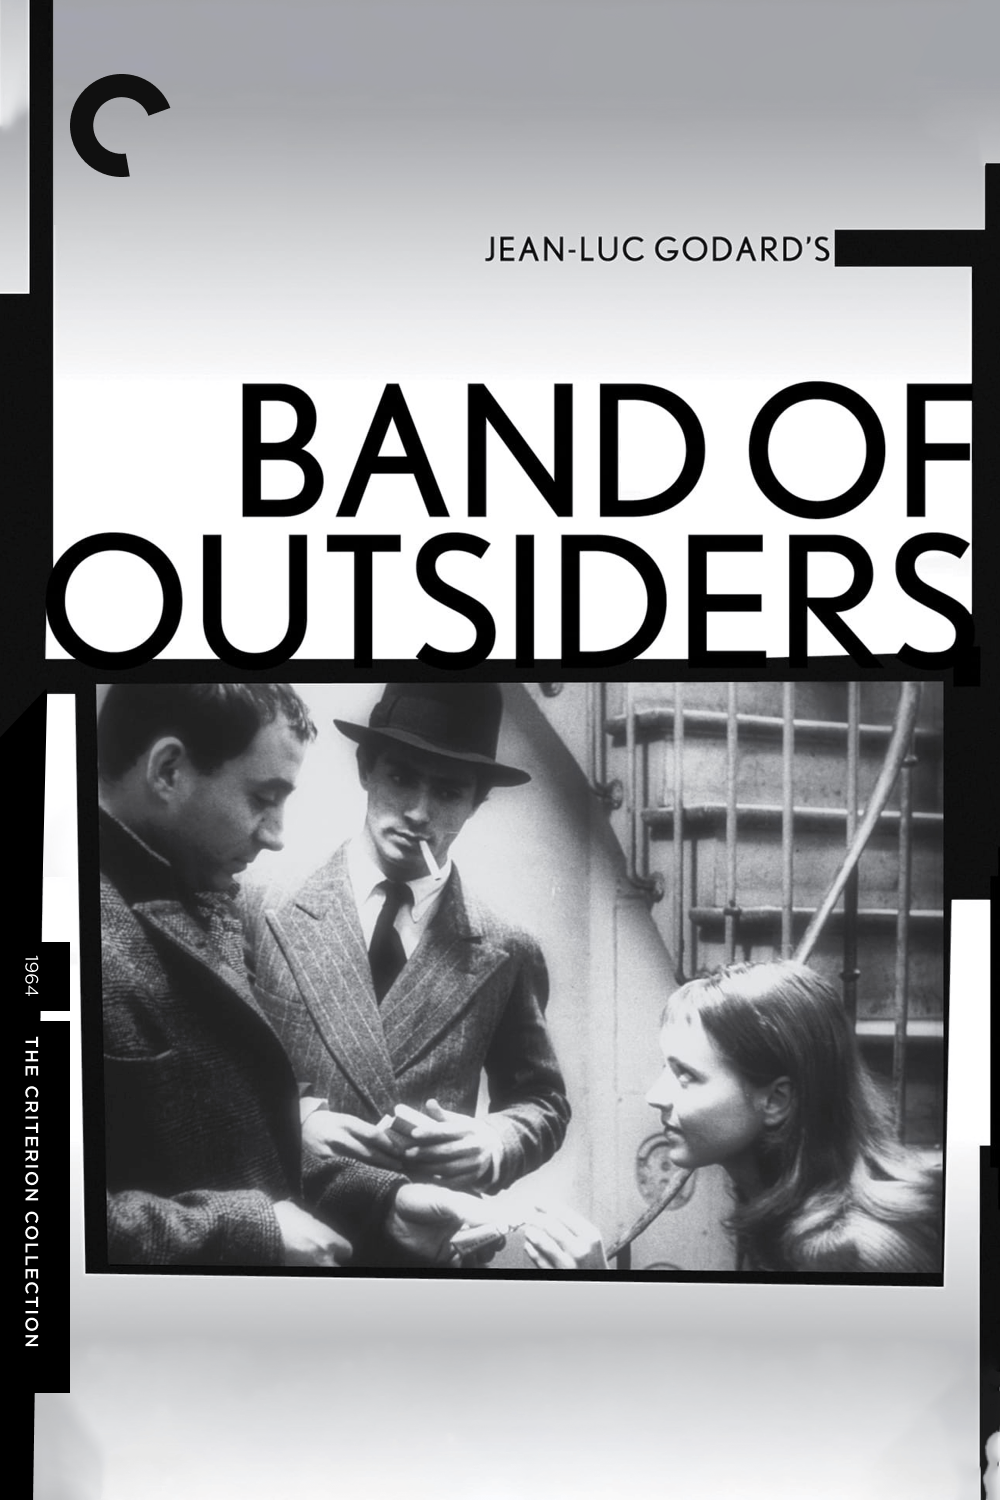 JEAN-LUC GODARD'S
BAND OF
OUTSIDERS
1964
THE CRITERION COLLECTION